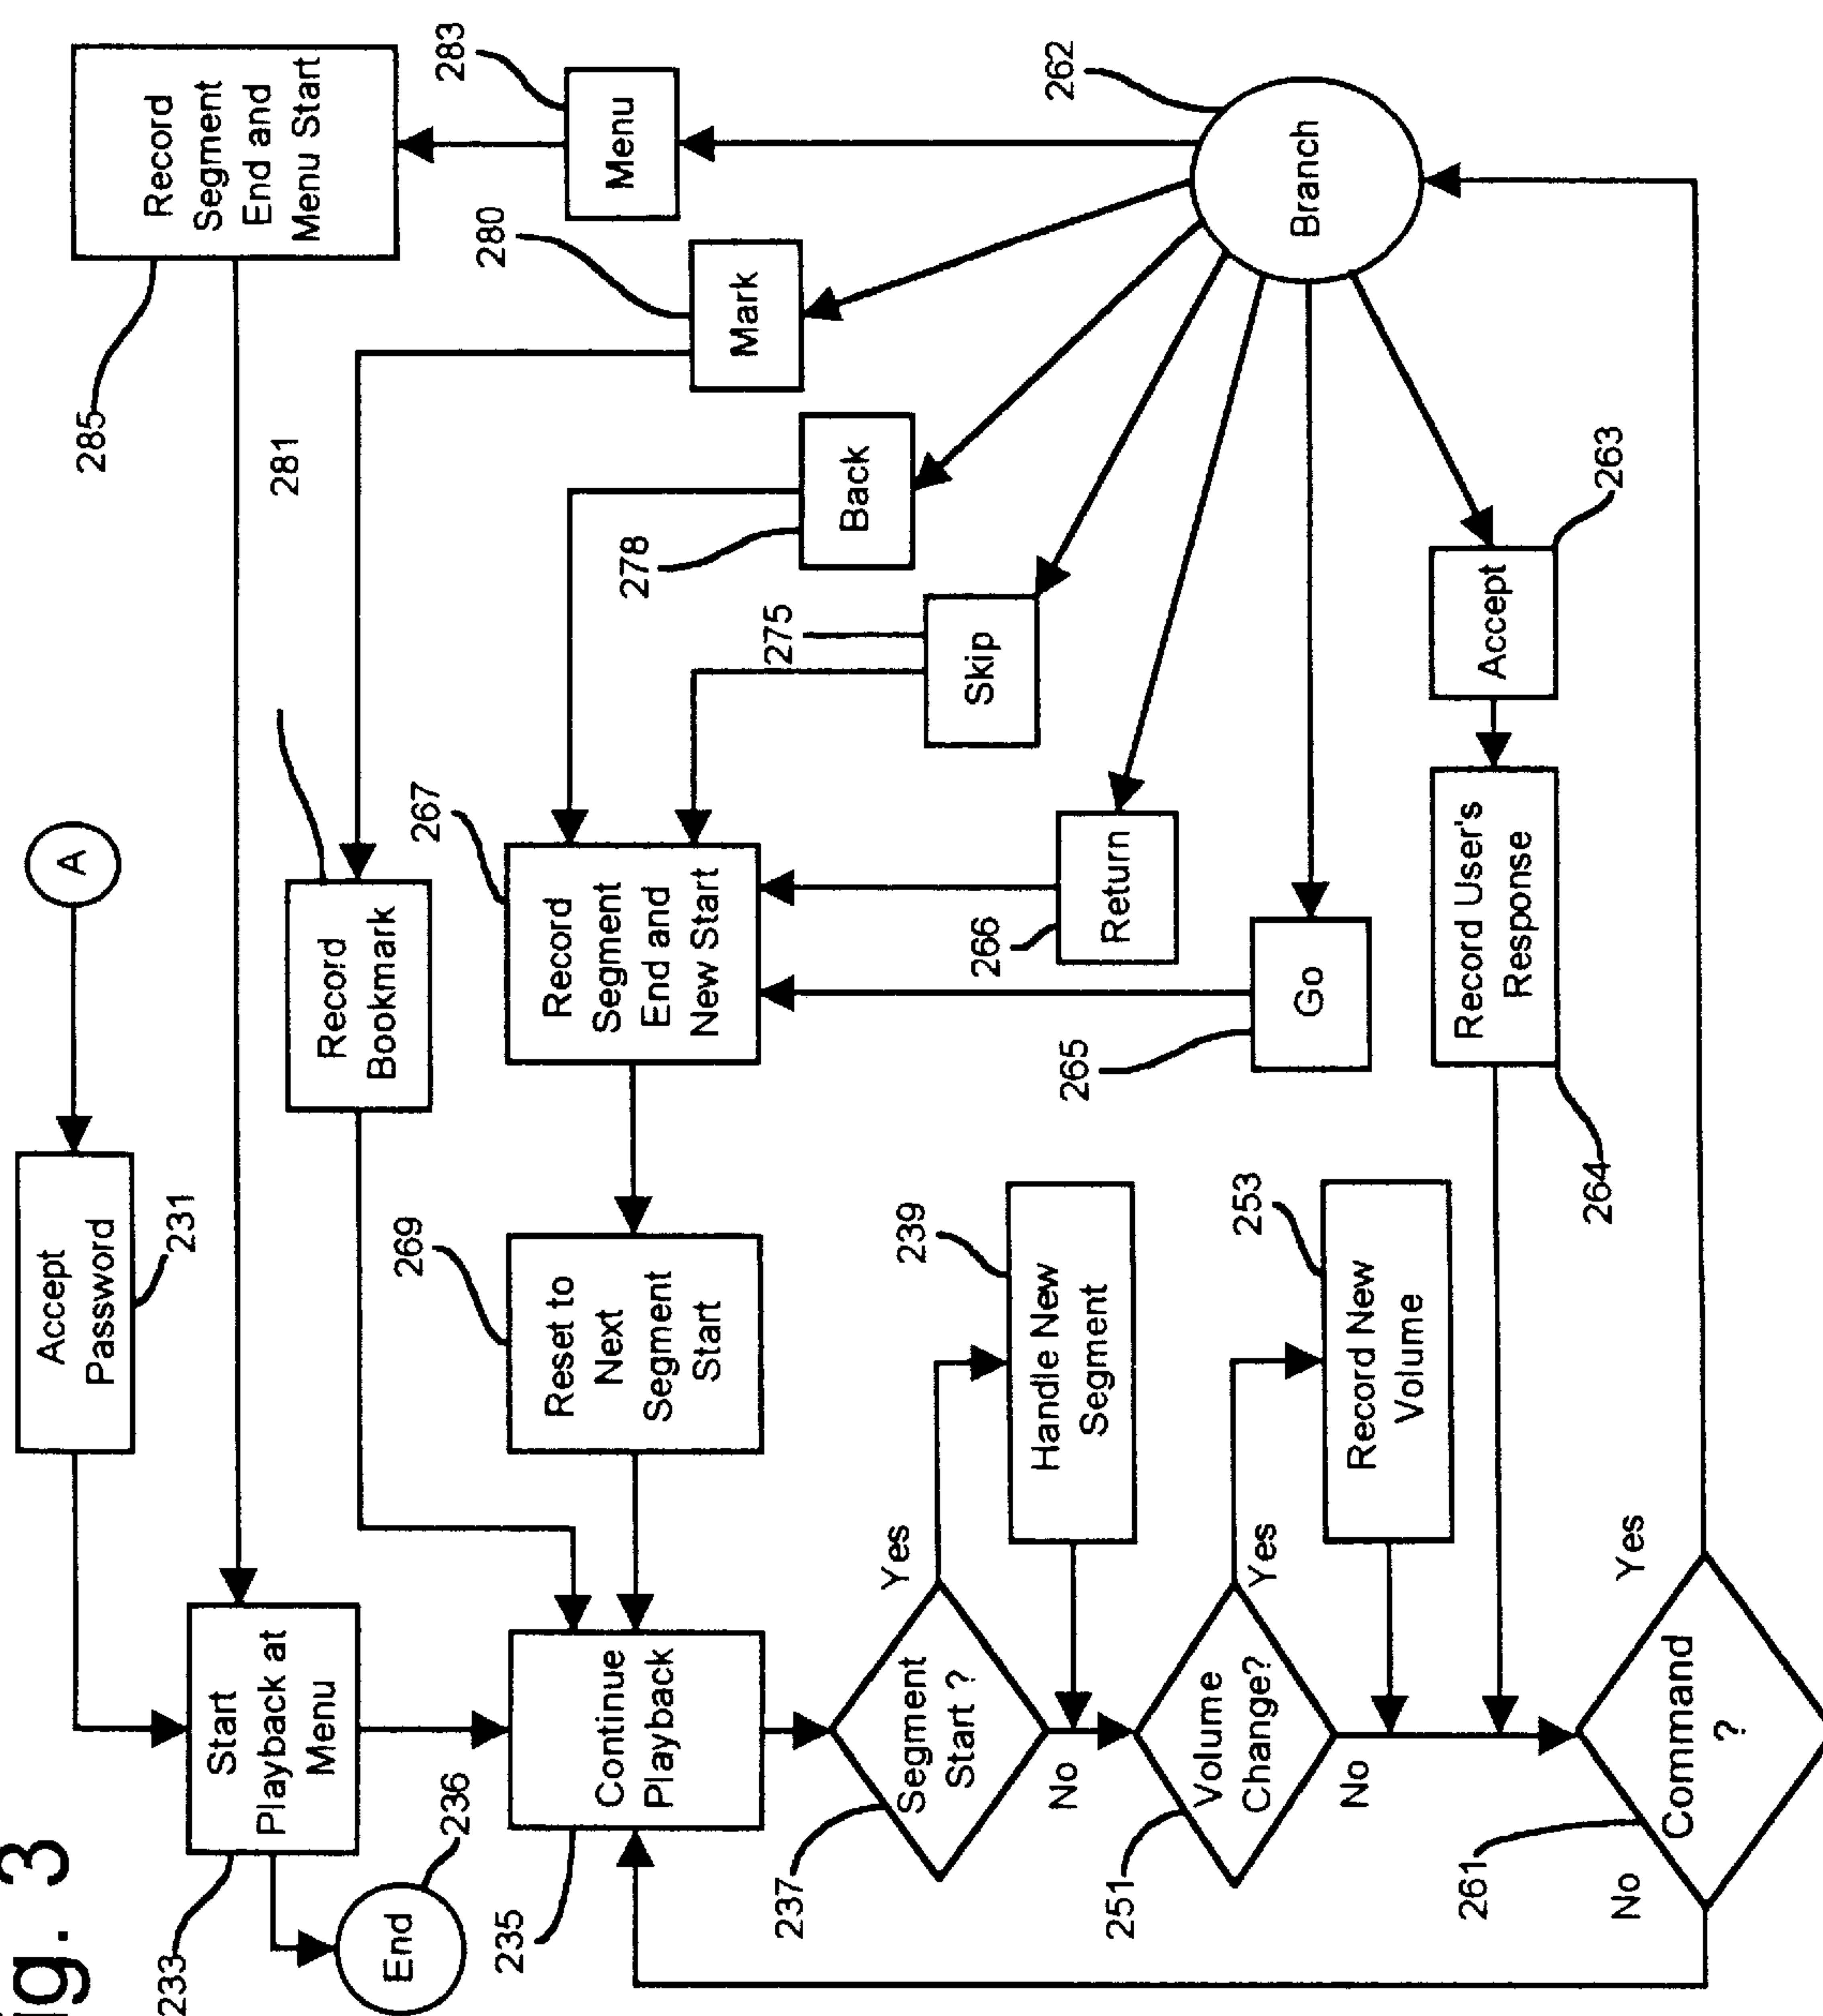 ig. 3
233
Start
Playback at
Menu
End
236
Accept
Password
231
A
285
Record
Segment
End and
Menu Start
281
Record
Bookmark
283
Menu
280
Mark
235
Continue
Playback
269
Reset to
Next
Segment
Start
267
Record
Segment
End and
New Start
278
Back
275
Skip
237
Segment
Start ?
Yes
No
239
Handle New
Segment
266
Return
262
Branch
251
Volume
Change?
Yes
No
253
Record New
Volume
265
Go
263
Accept
264
Record User's
Response
261
Command
?
Yes
No